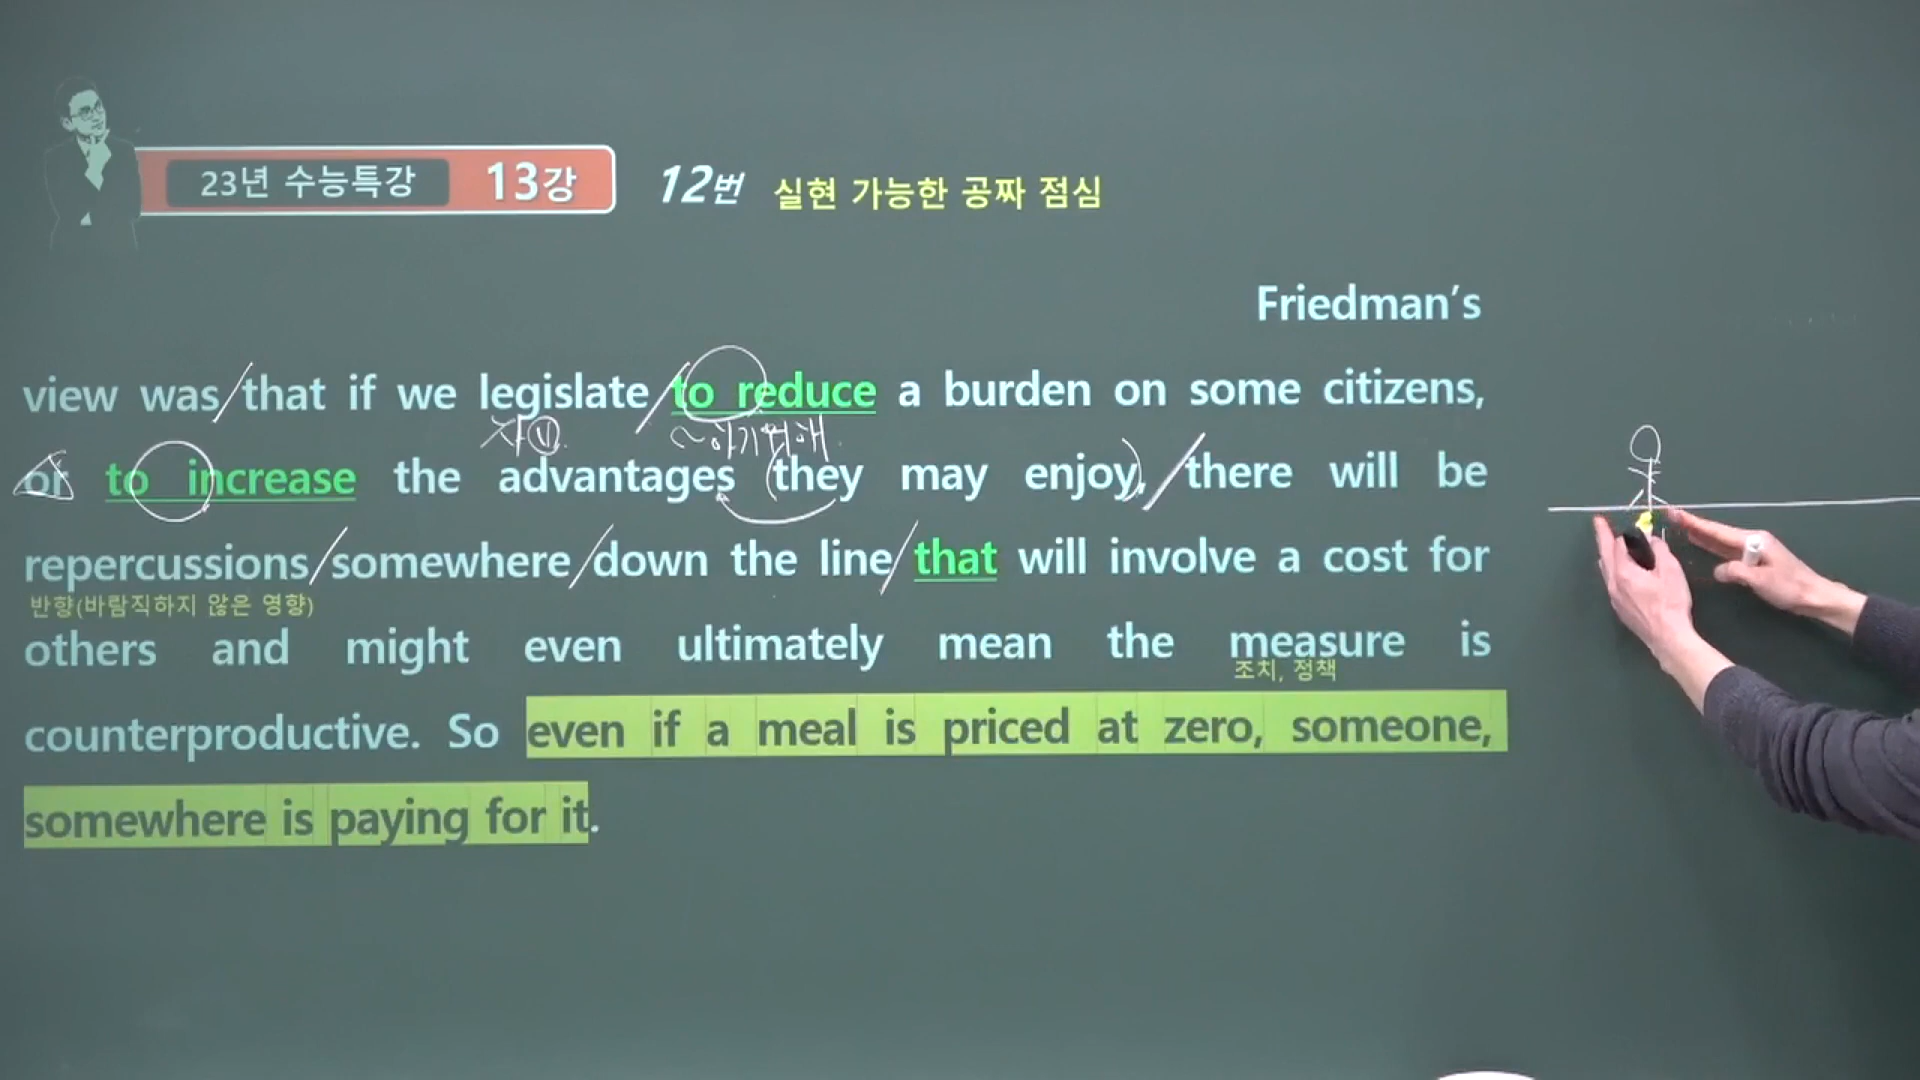 23년 수능특강 13강 12번 실현 가능한 공짜 점심
Friedman's
view was / that if we legislate / to reduce a burden on some citizens,
자ⓥ. ~하기위해
or to increase the advantages (they may enjoy), / there will be
repercussions / somewhere / down the line / that will involve a cost for
반향(바람직하지 않은 영향)
others and might even ultimately mean the measure is
조치, 정책
counterproductive. So even if a meal is priced at zero, someone,
somewhere is paying for it.